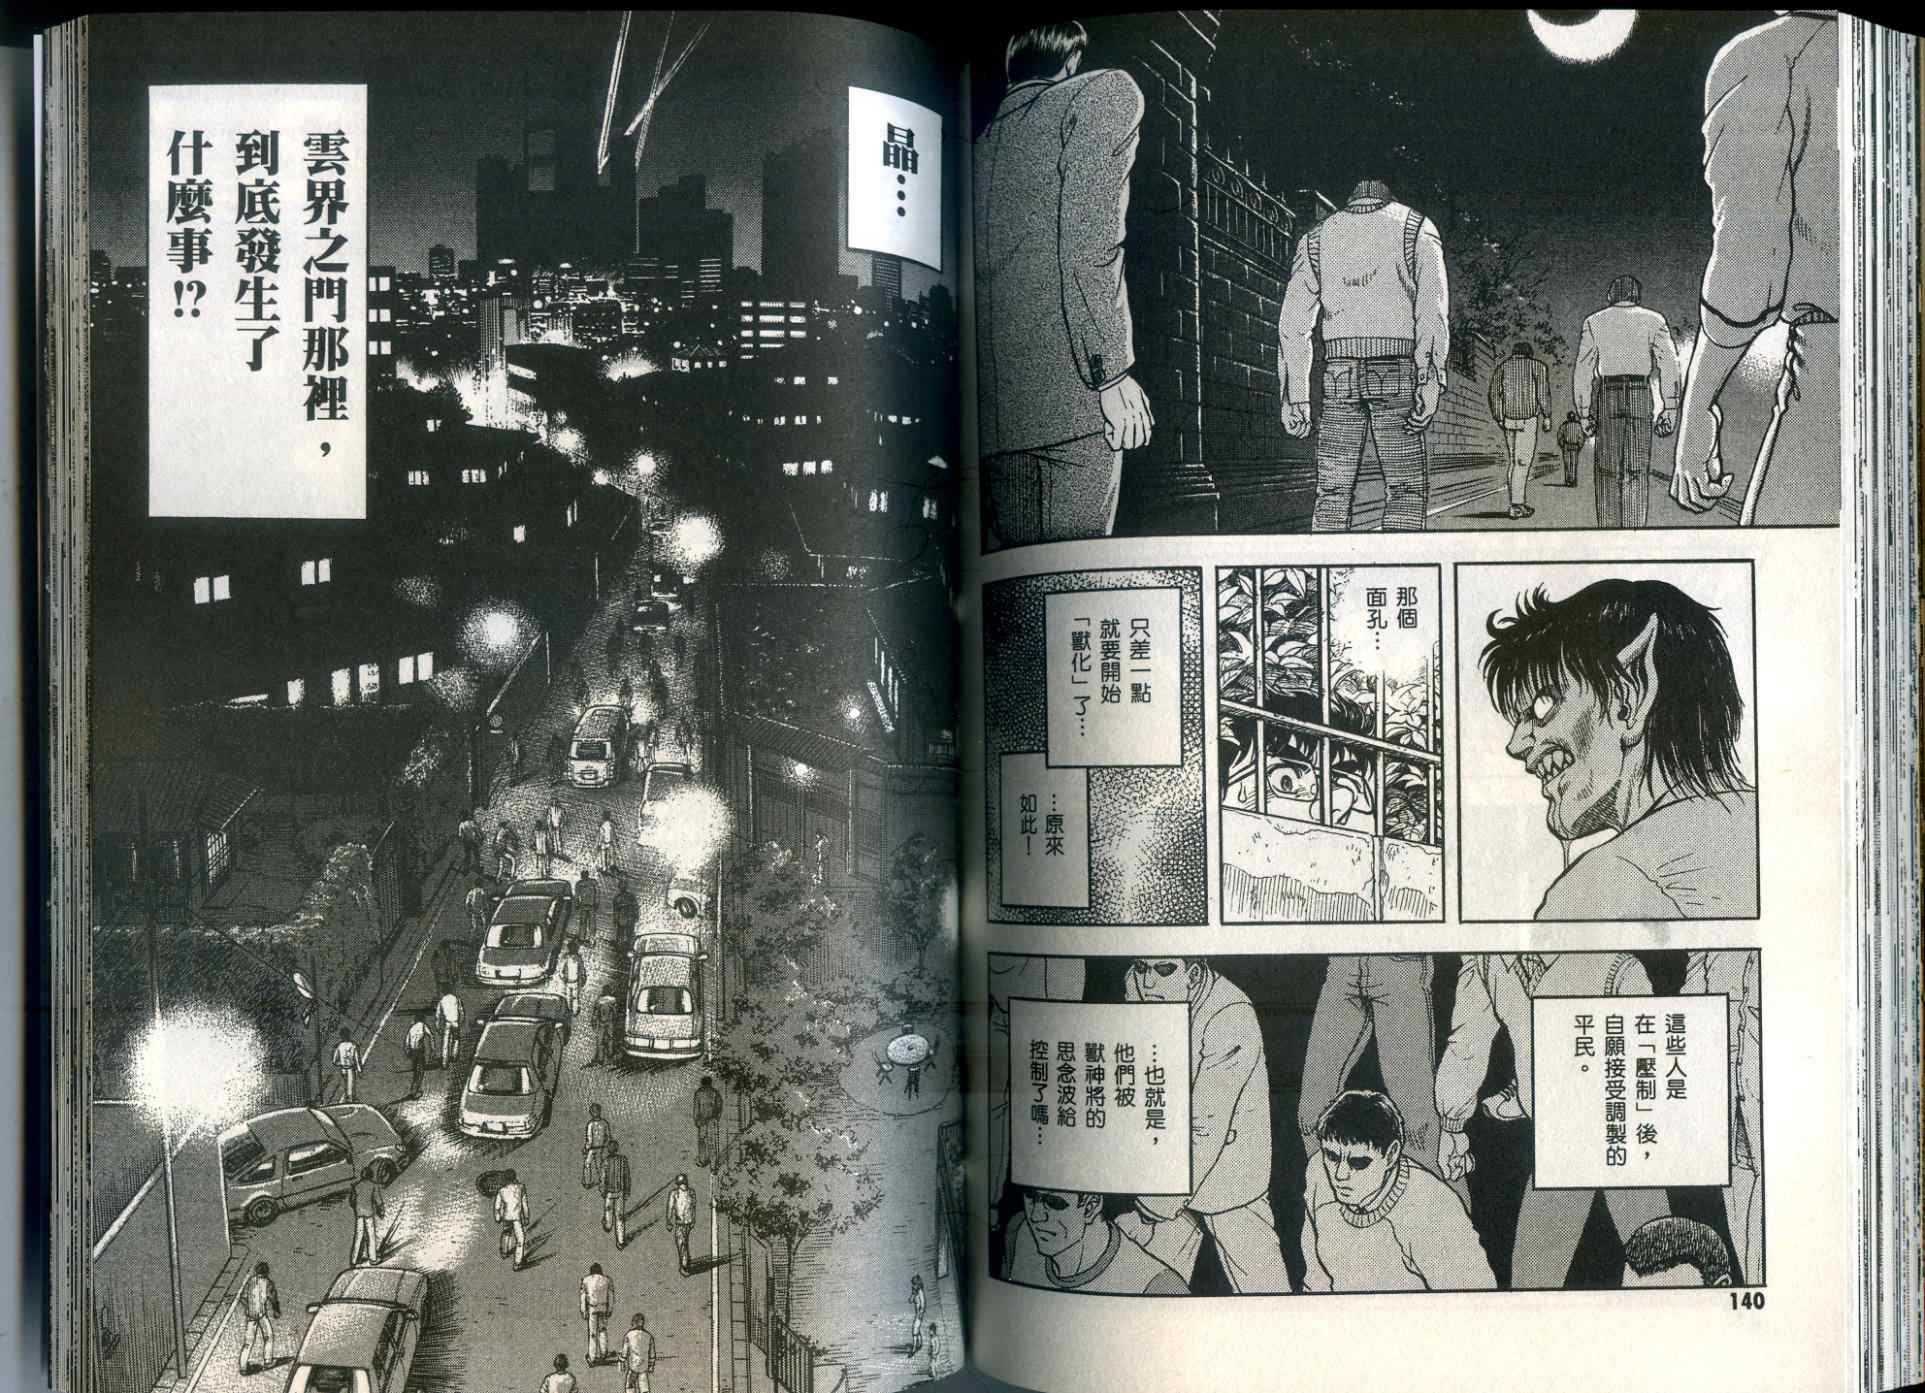 那個
面孔…
只差一點
就要開始
「獸化」了…
…原來
如此！
這些人是
在「壓制」後，
自願接受調製的
平民。
…也就是，
他們被
獸神將的
思念波給
控制了嗎…
140
晶…
雲界之門那裡，
到底發生了
什麼事!?